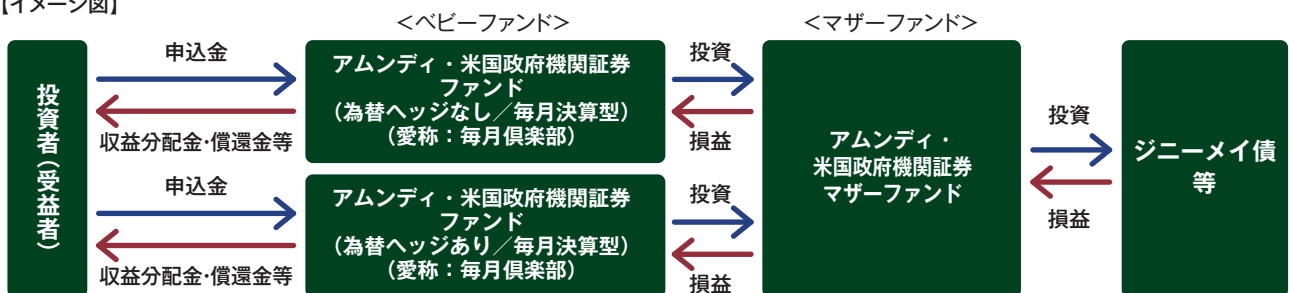 【イメージ図】
＜ベビーファンド＞
＜マザーファンド＞
投資者（受益者）
申込金
収益分配金・償還金等
アムンディ・米国政府機関証券
ファンド
（為替ヘッジなし／毎月決算型）
（愛称：毎月倶楽部）
投資
損益
申込金
収益分配金・償還金等
アムンディ・米国政府機関証券
ファンド
（為替ヘッジあり／毎月決算型）
（愛称：毎月倶楽部）
投資
損益
アムンディ・
米国政府機関証券
マザーファンド
投資
損益
ジニーメイ債
等